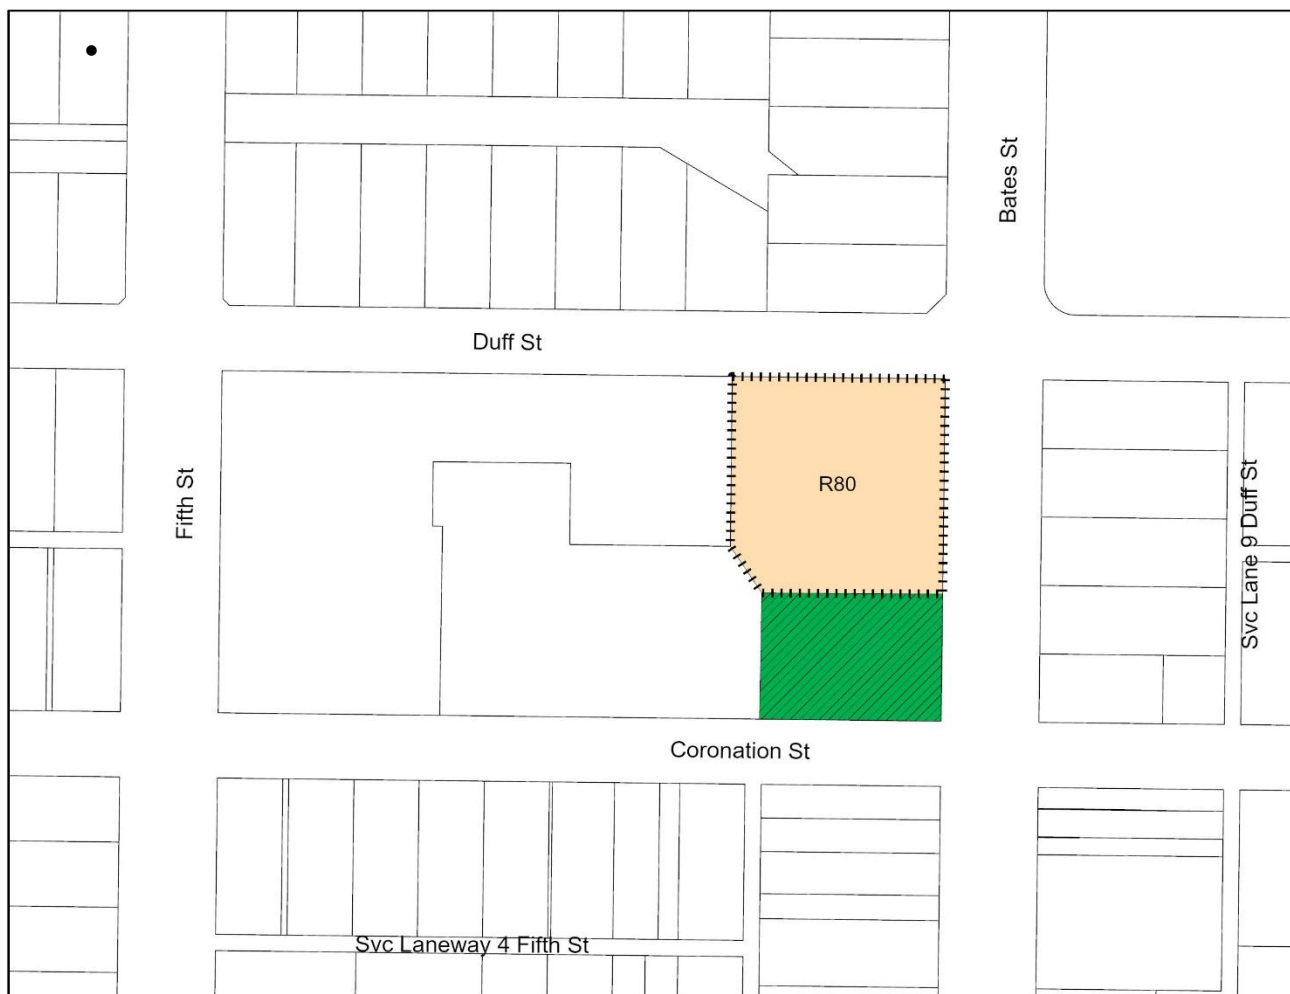 Bates St
Duff St
R80
Fifth St
Svc Lane 9 Duff St
Coronation St
Svc Laneway 4 Fifth St